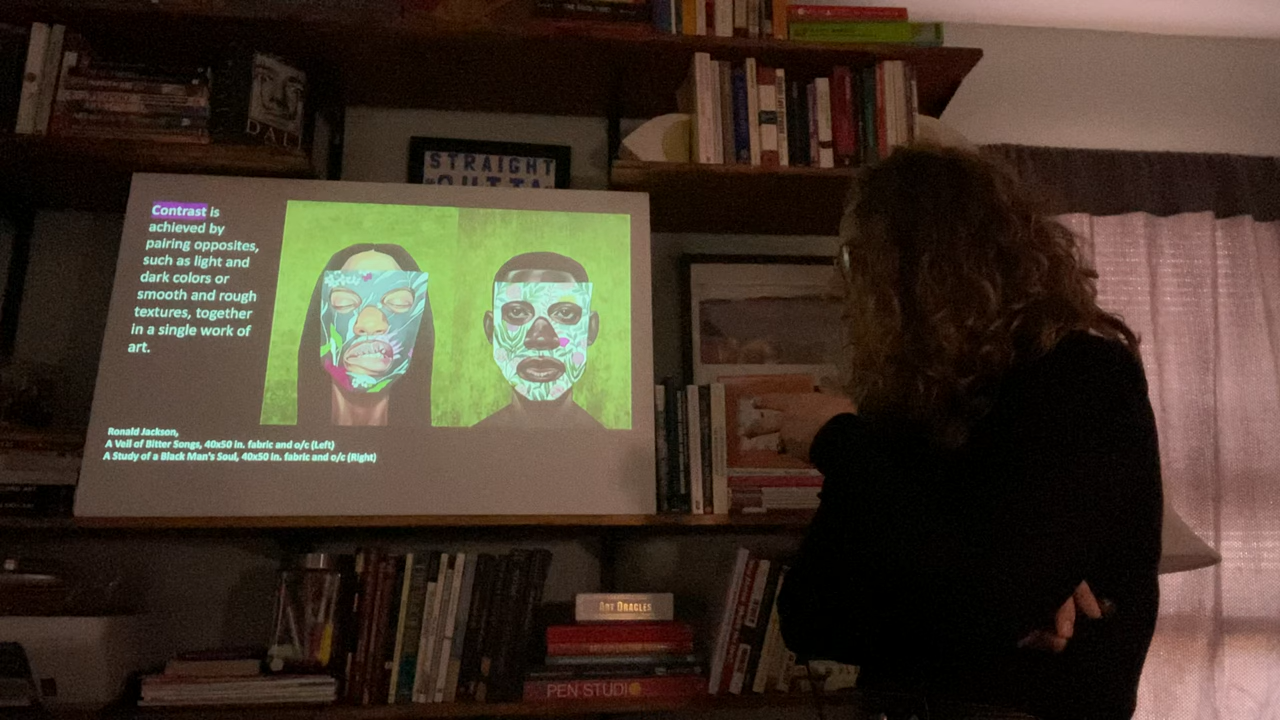 DALÍ
STRAIGHT
OUTTA
Contrast is
achieved by
pairing opposites,
such as light and
dark colors or
smooth and rough
textures, together
in a single work of
art.
Ronald Jackson,
A Veil of Bitter Songs, 40x50 in. fabric and o/c (Left)
A Study of a Black Man's Soul, 40x50 in. fabric and o/c (Right)
ART ORACLES
PEN STUDIO